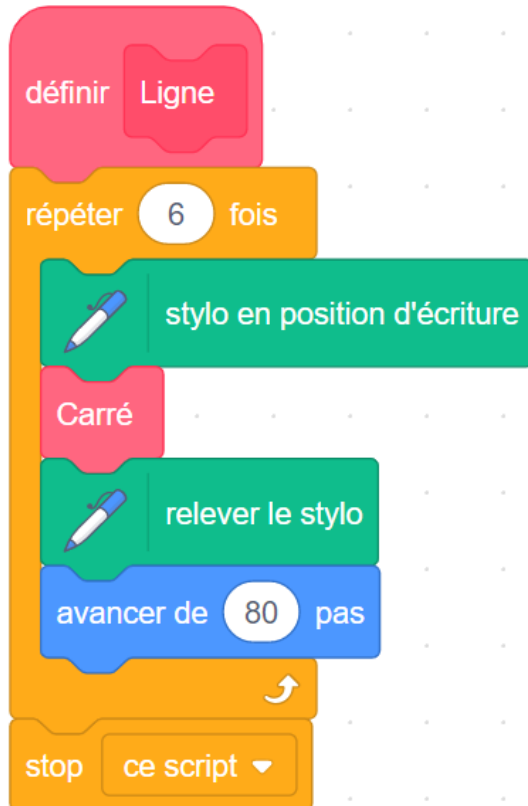 définir Ligne
répéter 6 fois
stylo en position d'écriture
Carré
relever le stylo
avancer de 80 pas
stop ce script